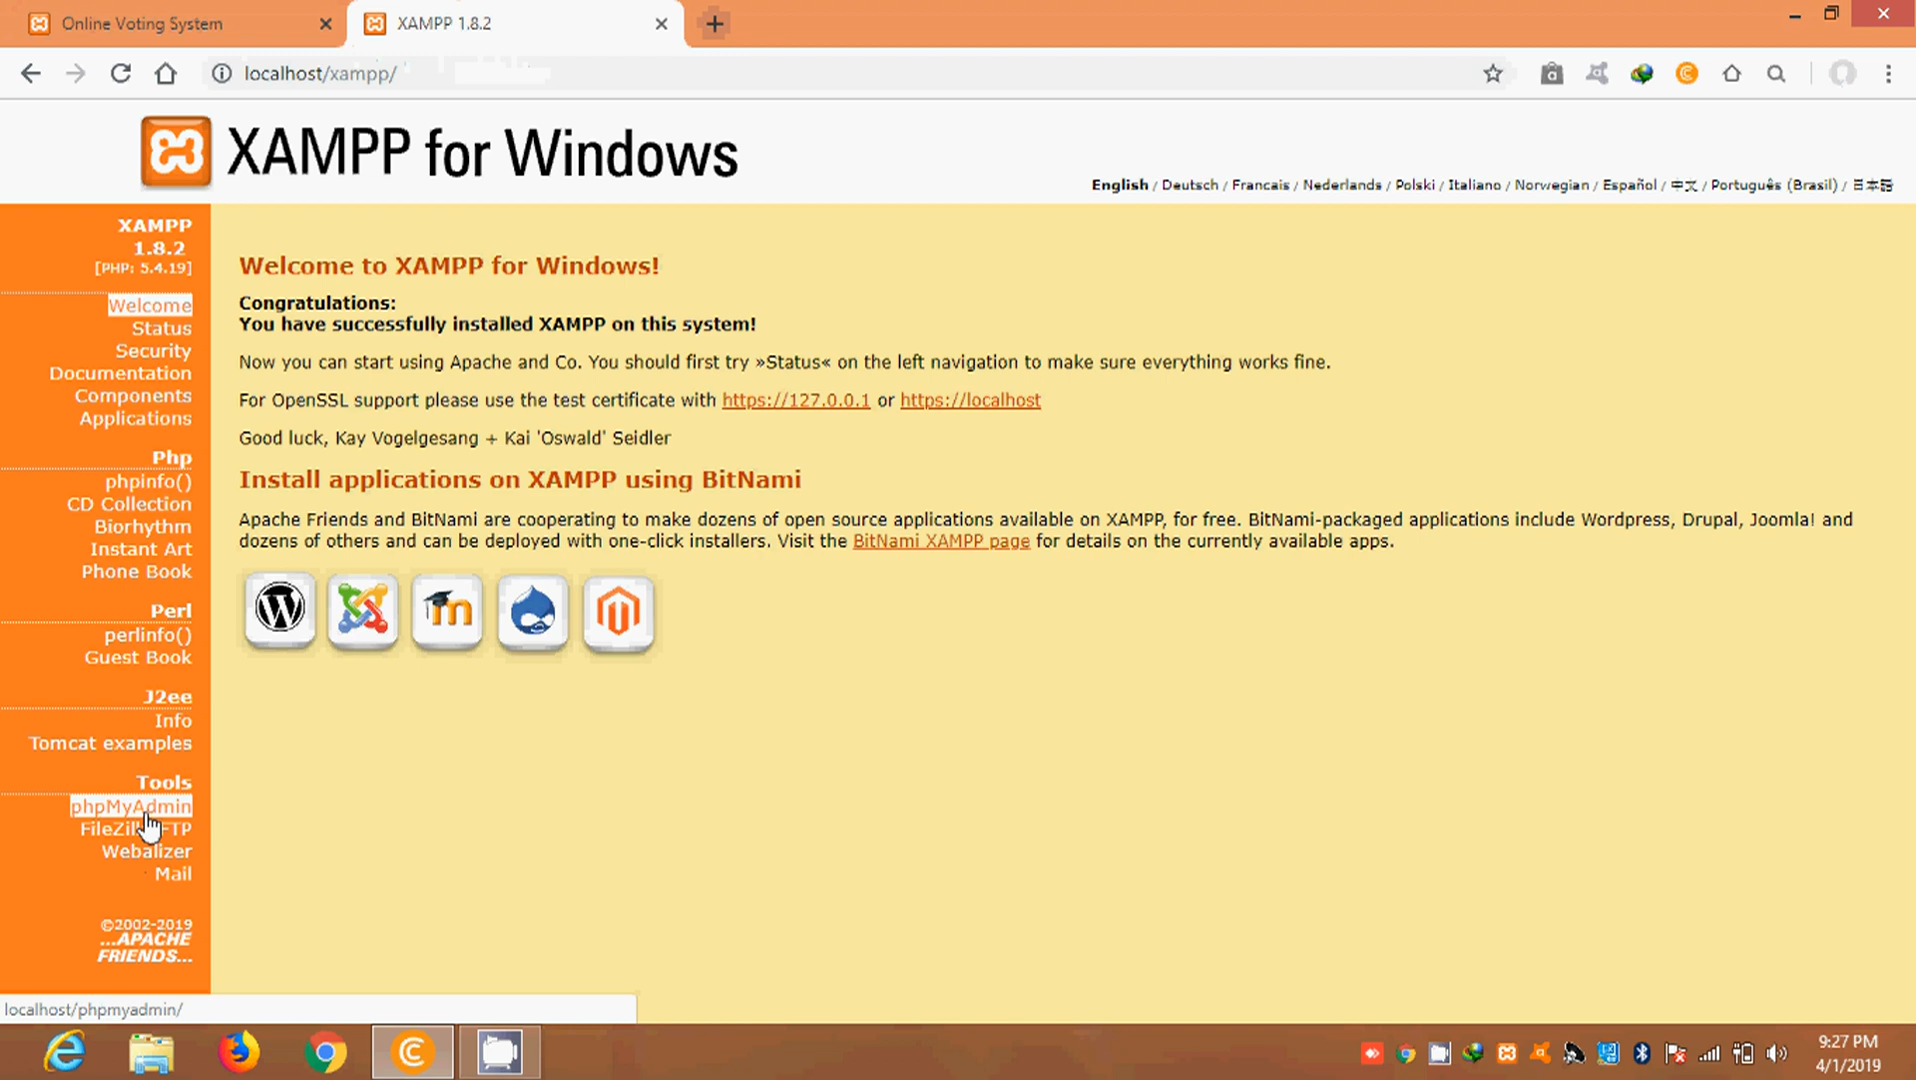 Online Voting System
XAMPP 1.8.2
localhost/xampp/
XAMPP for Windows
English / Deutsch / Francais / Nederlands / Polski / Italiano / Norwegian / Español / 中文 / Português (Brasil) / 日本語
XAMPP
1.8.2
[PHP: 5.4.19]
Welcome
Status
Security
Documentation
Components
Applications
Php
phpinfo()
CD Collection
Biorhythm
Instant Art
Phone Book
Perl
perlinfo()
Guest Book
J2ee
Info
Tomcat examples
Tools
phpMyAdmin
Webalizer
Mail
©2002-2019
...APACHE
FRIENDS...
Welcome to XAMPP for Windows!
Congratulations:
You have successfully installed XAMPP on this system!
Now you can start using Apache and Co. You should first try »Status« on the left navigation to make sure everything works fine.
For OpenSSL support please use the test certificate with https://127.0.0.1 or https://localhost
Good luck, Kay Vogelgesang + Kai 'Oswald' Seidler
Install applications on XAMPP using BitNami
Apache Friends and BitNami are cooperating to make dozens of open source applications available on XAMPP, for free. BitNami-packaged applications include Wordpress, Drupal, Joomla! and
dozens of others and can be deployed with one-click installers. Visit the BitNami XAMPP page for details on the currently available apps.
localhost/phpmyadmin/
9:27 PM
4/1/2019